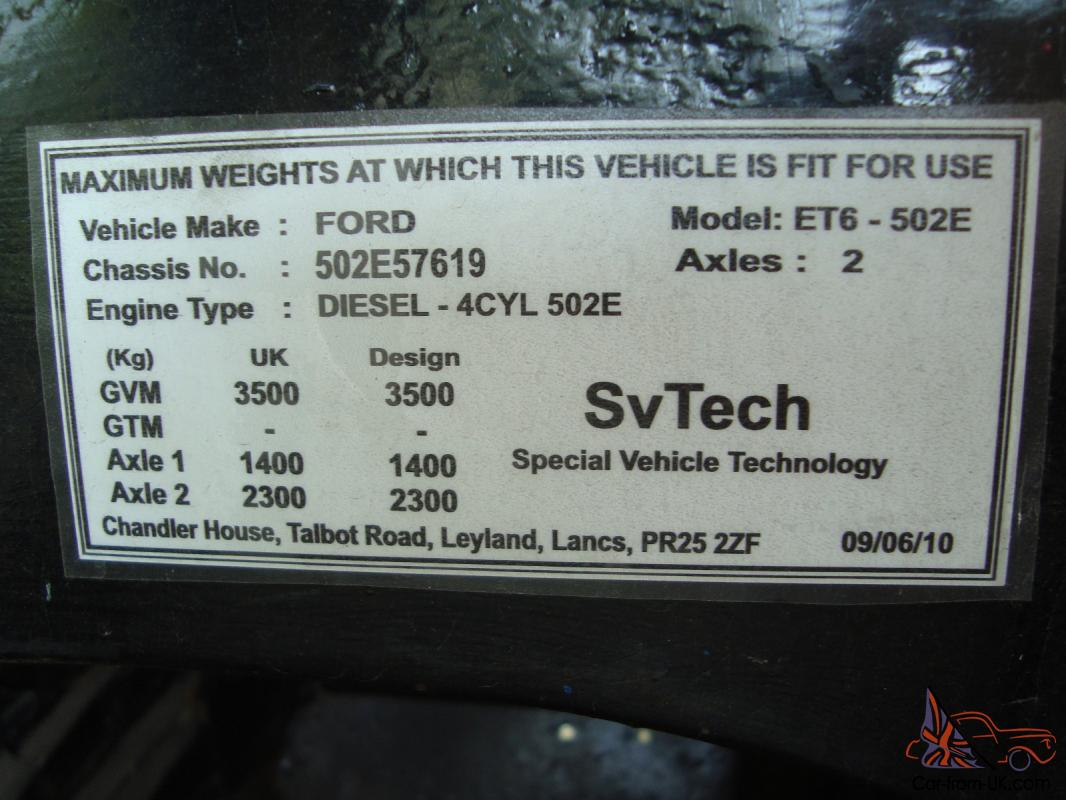 MAXIMUM WEIGHTS AT WHICH THIS VEHICLE IS FIT FOR USE
Vehicle Make : FORD Model: ET6 - 502E
Chassis No. : 502E57619 Axles : 2
Engine Type : DIESEL - 4CYL 502E
(Kg) UK Design
GVM 3500 3500
GTM - -
Axle 1 1400 1400
Axle 2 2300 2300
SvTech
Special Vehicle Technology
Chandler House, Talbot Road, Leyland, Lancs, PR25 2ZF 09/06/10
Car-from-UK.com